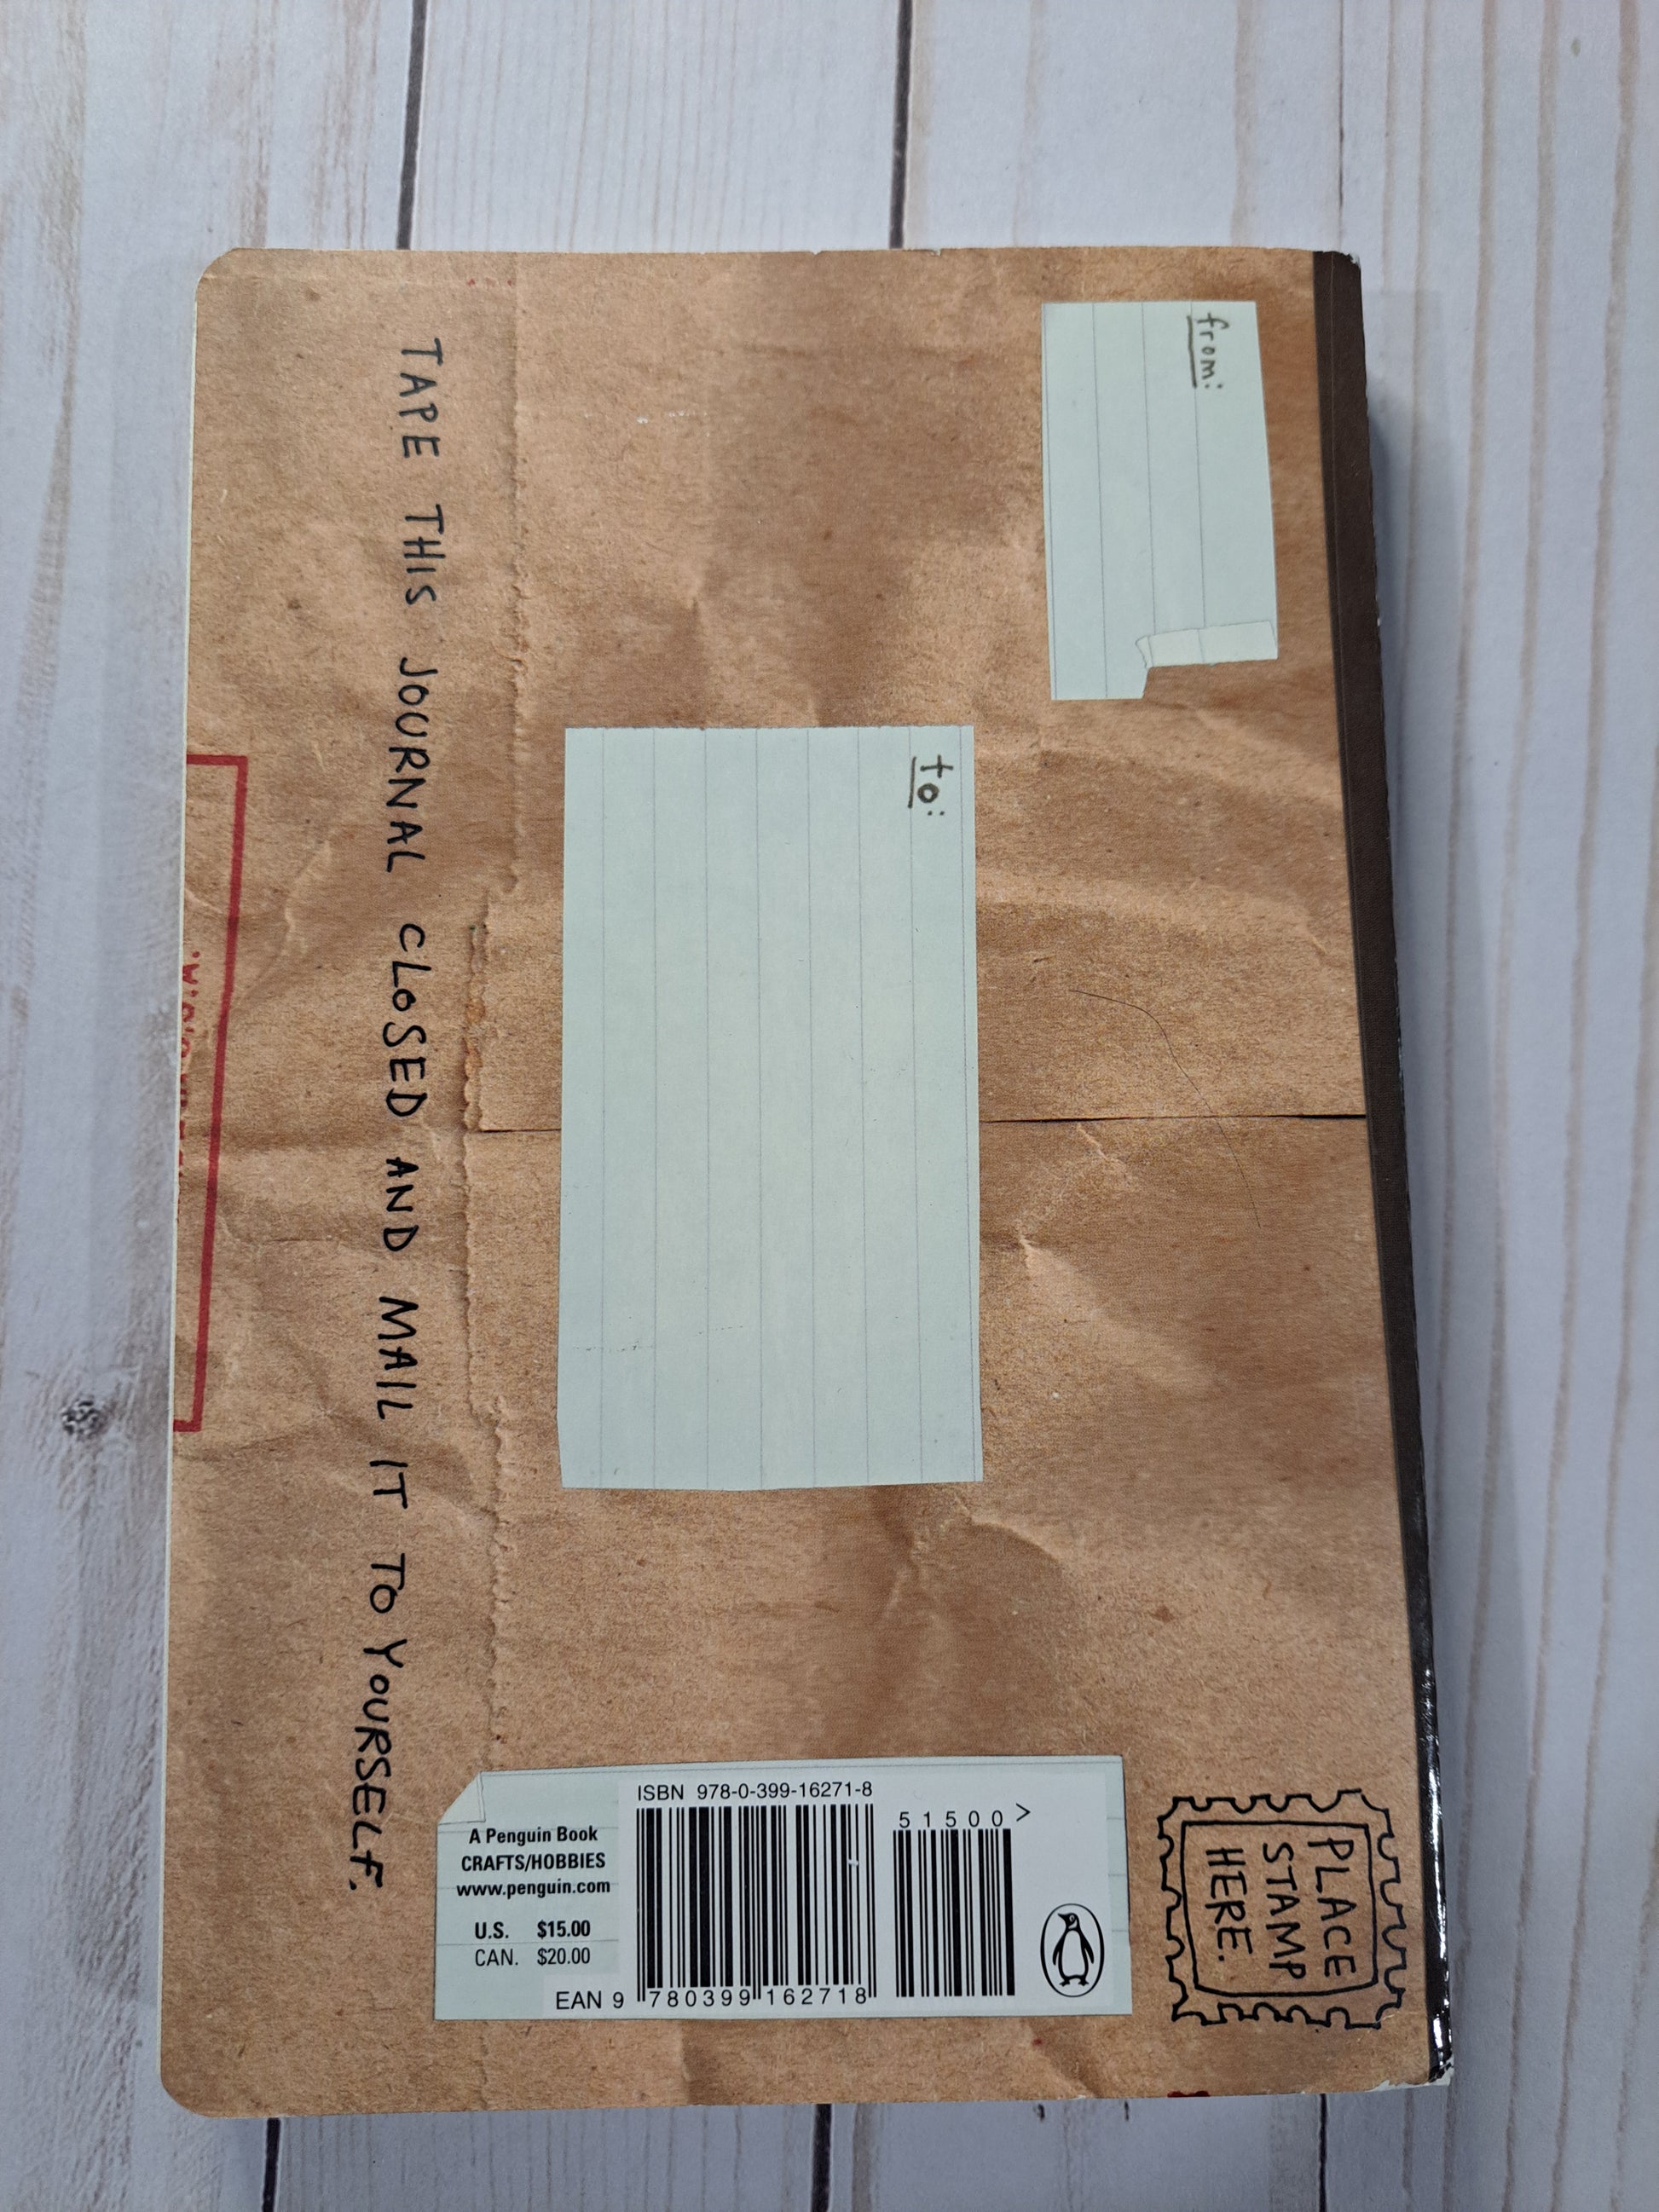 from:
to:
TAPE THIS JOURNAL CLOSED AND MAIL IT TO YOURSELF.
PLACE
STAMP
HERE.
ISBN 978-0-399-16271-8
51500>
A Penguin Book
CRAFTS/HOBBIES
www.penguin.com
U.S. $15.00
CAN. $20.00
EAN 9 780399 162718